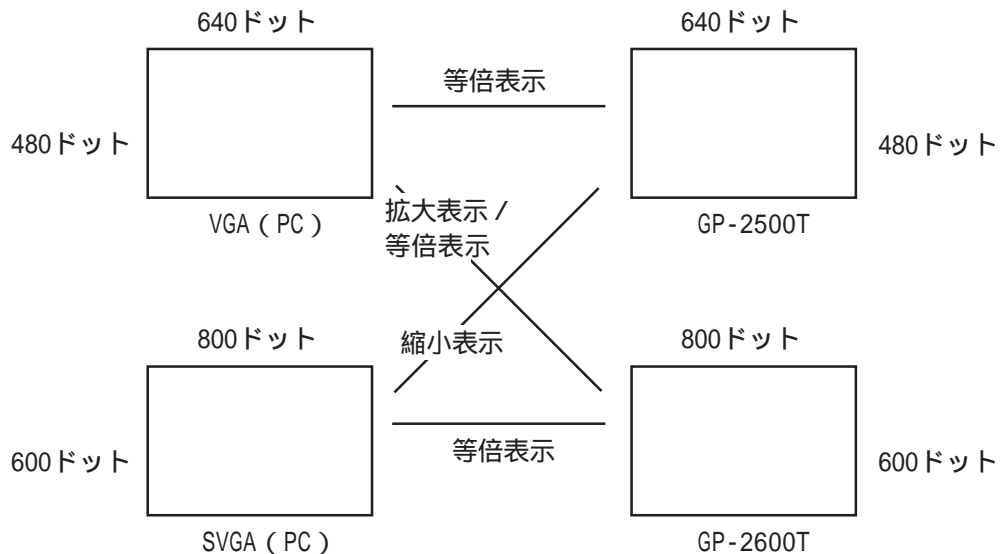 640ドット
640ドット
等倍表示
480ドット
480ドット
VGA(PC)
拡大表示/
等倍表示
GP-2500T
800ドット
縮小表示
800ドット
等倍表示
600ドット
600ドット
SVGA(PC)
GP-2600T